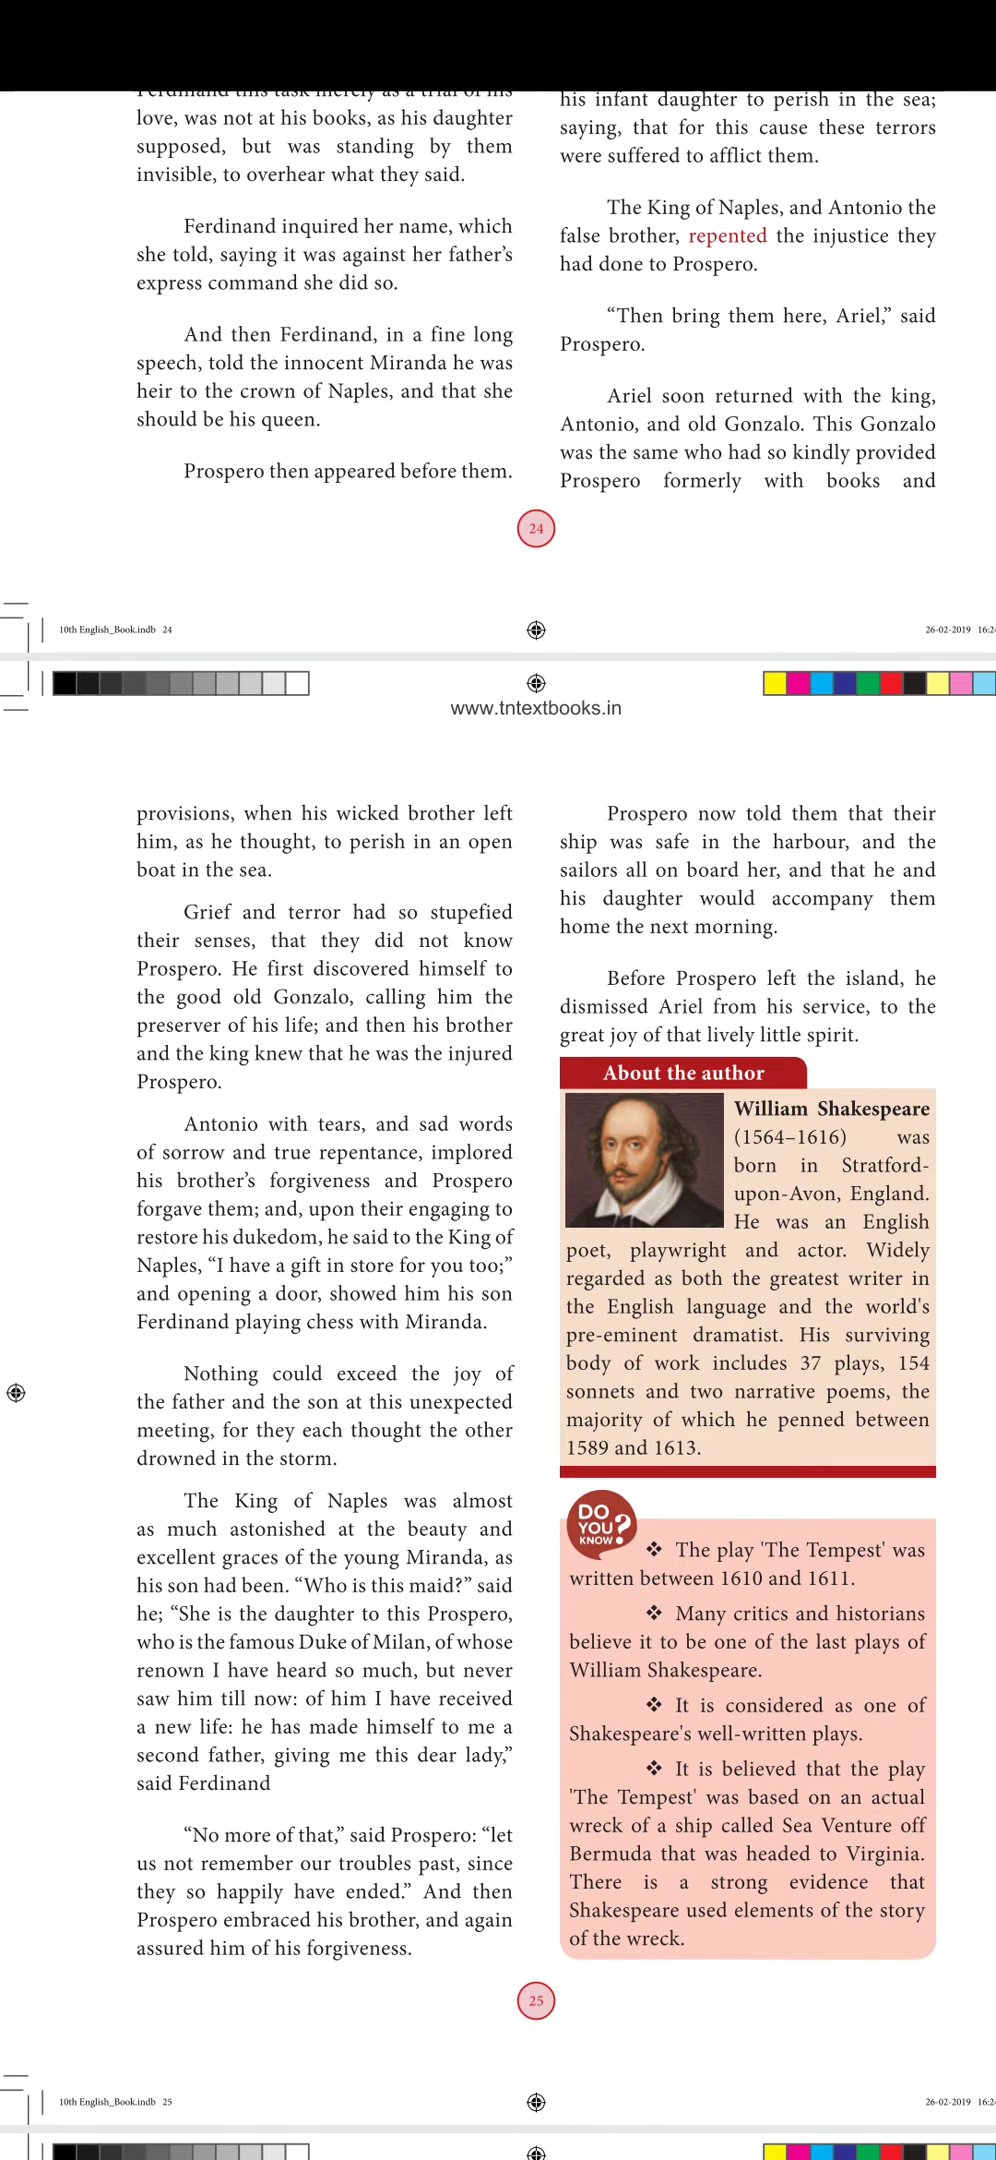 Ferdinand this task merely as a trial of his
love, was not at his books, as his daughter
supposed, but was standing by them
invisible, to overhear what they said.
Ferdinand inquired her name, which
she told, saying it was against her father’s
express command she did so.
And then Ferdinand, in a fine long
speech, told the innocent Miranda he was
heir to the crown of Naples, and that she
should be his queen.
Prospero then appeared before them.
his infant daughter to perish in the sea;
saying, that for this cause these terrors
were suffered to afflict them.
The King of Naples, and Antonio the
false brother, repented the injustice they
had done to Prospero.
“Then bring them here, Ariel,” said
Prospero.
Ariel soon returned with the king,
Antonio, and old Gonzalo. This Gonzalo
was the same who had so kindly provided
Prospero formerly with books and
24
10th English_Book.indb 24
26-02-2019 16:2
www.tntextbooks.in
provisions, when his wicked brother left
him, as he thought, to perish in an open
boat in the sea.
Grief and terror had so stupefied
their senses, that they did not know
Prospero. He first discovered himself to
the good old Gonzalo, calling him the
preserver of his life; and then his brother
and the king knew that he was the injured
Prospero.
Antonio with tears, and sad words
of sorrow and true repentance, implored
his brother’s forgiveness and Prospero
forgave them; and, upon their engaging to
restore his dukedom, he said to the King of
Naples, “I have a gift in store for you too;”
and opening a door, showed him his son
Ferdinand playing chess with Miranda.
Nothing could exceed the joy of
the father and the son at this unexpected
meeting, for they each thought the other
drowned in the storm.
The King of Naples was almost
as much astonished at the beauty and
excellent graces of the young Miranda, as
his son had been. “Who is this maid?” said
he; “She is the daughter to this Prospero,
who is the famous Duke of Milan, of whose
renown I have heard so much, but never
saw him till now: of him I have received
a new life: he has made himself to me a
second father, giving me this dear lady,”
said Ferdinand
“No more of that,” said Prospero: “let
us not remember our troubles past, since
they so happily have ended.” And then
Prospero embraced his brother, and again
assured him of his forgiveness.
Prospero now told them that their
ship was safe in the harbour, and the
sailors all on board her, and that he and
his daughter would accompany them
home the next morning.
Before Prospero left the island, he
dismissed Ariel from his service, to the
great joy of that lively little spirit.
About the author
William Shakespeare
(1564–1616) was
born in Stratford-
upon-Avon, England.
He was an English
poet, playwright and actor. Widely
regarded as both the greatest writer in
the English language and the world's
pre-eminent dramatist. His surviving
body of work includes 37 plays, 154
sonnets and two narrative poems, the
majority of which he penned between
1589 and 1613.
DO
YOU
KNOW?
❖ The play 'The Tempest' was
written between 1610 and 1611.
❖ Many critics and historians
believe it to be one of the last plays of
William Shakespeare.
❖ It is considered as one of
Shakespeare's well-written plays.
❖ It is believed that the play
'The Tempest' was based on an actual
wreck of a ship called Sea Venture off
Bermuda that was headed to Virginia.
There is a strong evidence that
Shakespeare used elements of the story
of the wreck.
25
10th English_Book.indb 25
26-02-2019 16:2